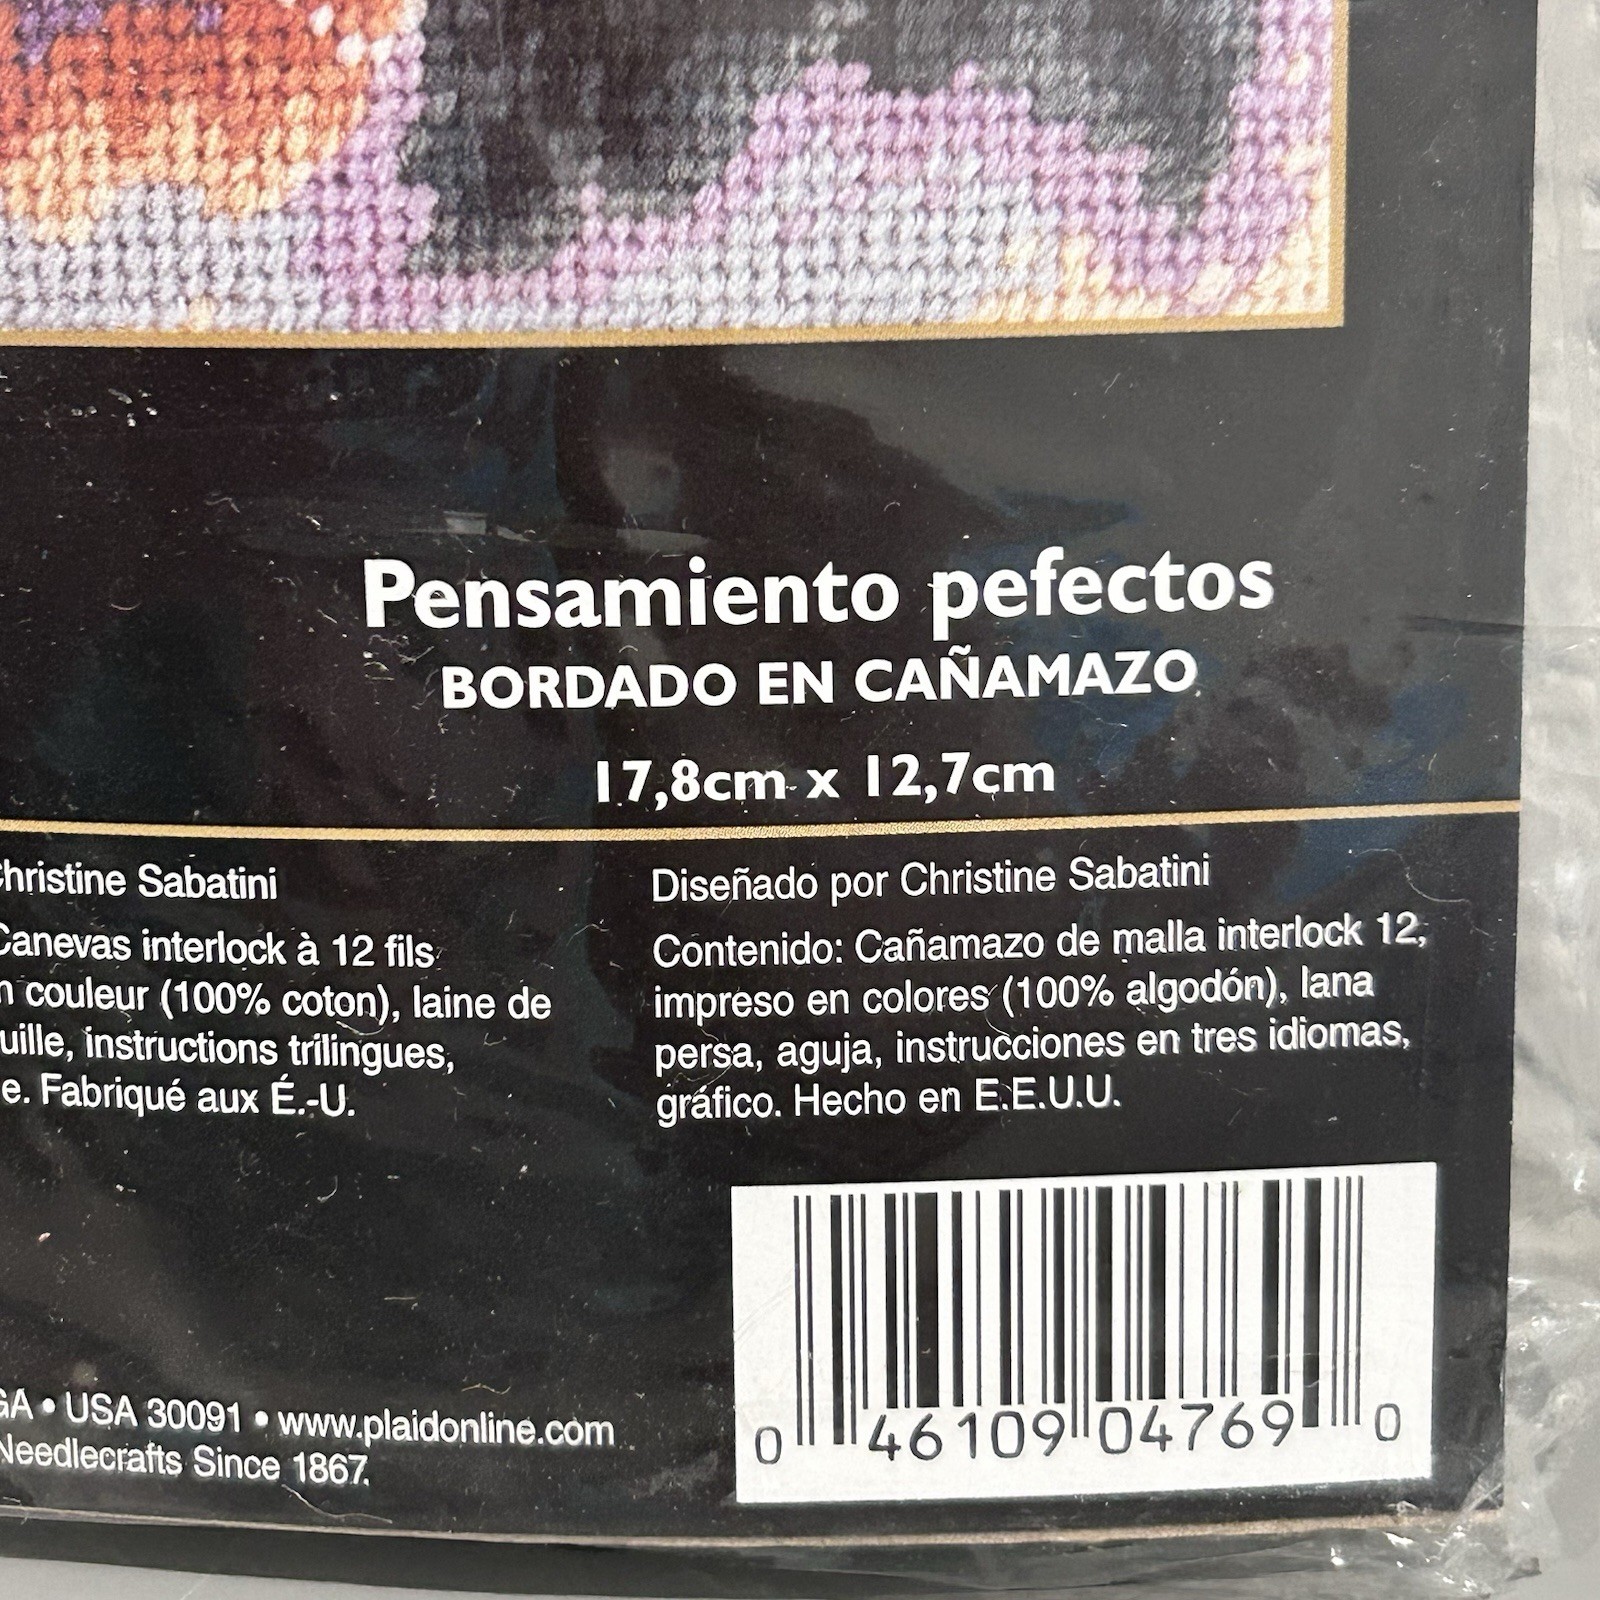 Pensamiento pefectos
BORDADO EN CAÑAMAZO
17,8cm x 12,7cm
Christine Sabatini
Canevas interlock à 12 fils
couleur (100% coton), laine de
instructions trilingues,
Fabriqué aux É.-U.
Diseñado por Christine Sabatini
Contenido: Cañamazo de malla interlock 12,
impreso en colores (100% algodón), lana
persa, aguja, instrucciones en tres idiomas,
gráfico. Hecho en E.E.U.U.
GA • USA 30091 • www.plaidonline.com
Needlecrafts Since 1867.
0 46109 04769 0